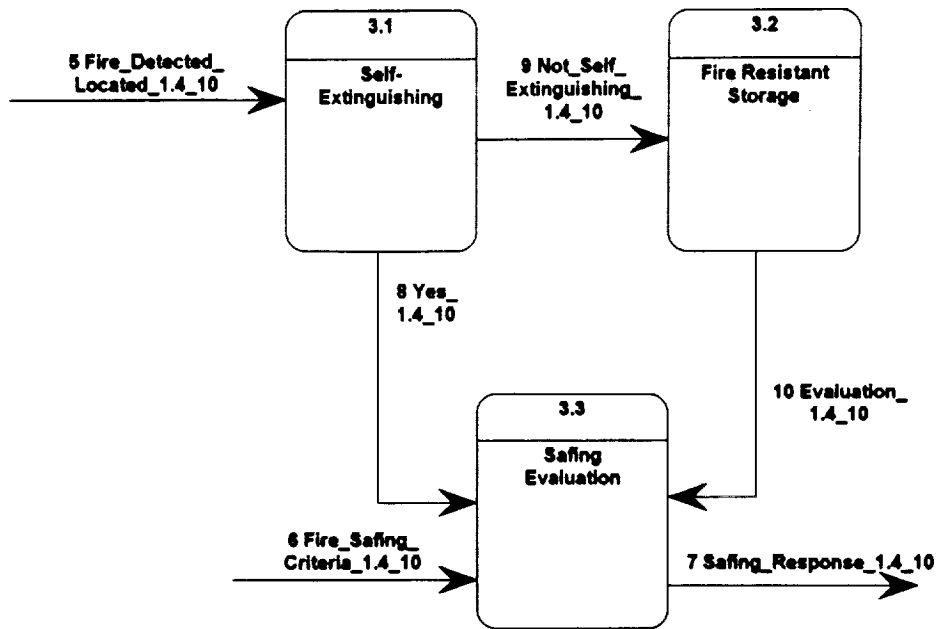 3.1
3.2
5 Fire_Detected_
Located_1.4_10
Self-
Extinguishing
9 Not_Self_
Extinguishing_
1.4_10
Fire Resistant
Storage
8 Yes_
1.4_10
10 Evaluation_
1.4_10
3.3
Safing
Evaluation
6 Fire_Safing_
Criteria_1.4_10
7 Safing_Response_1.4_10